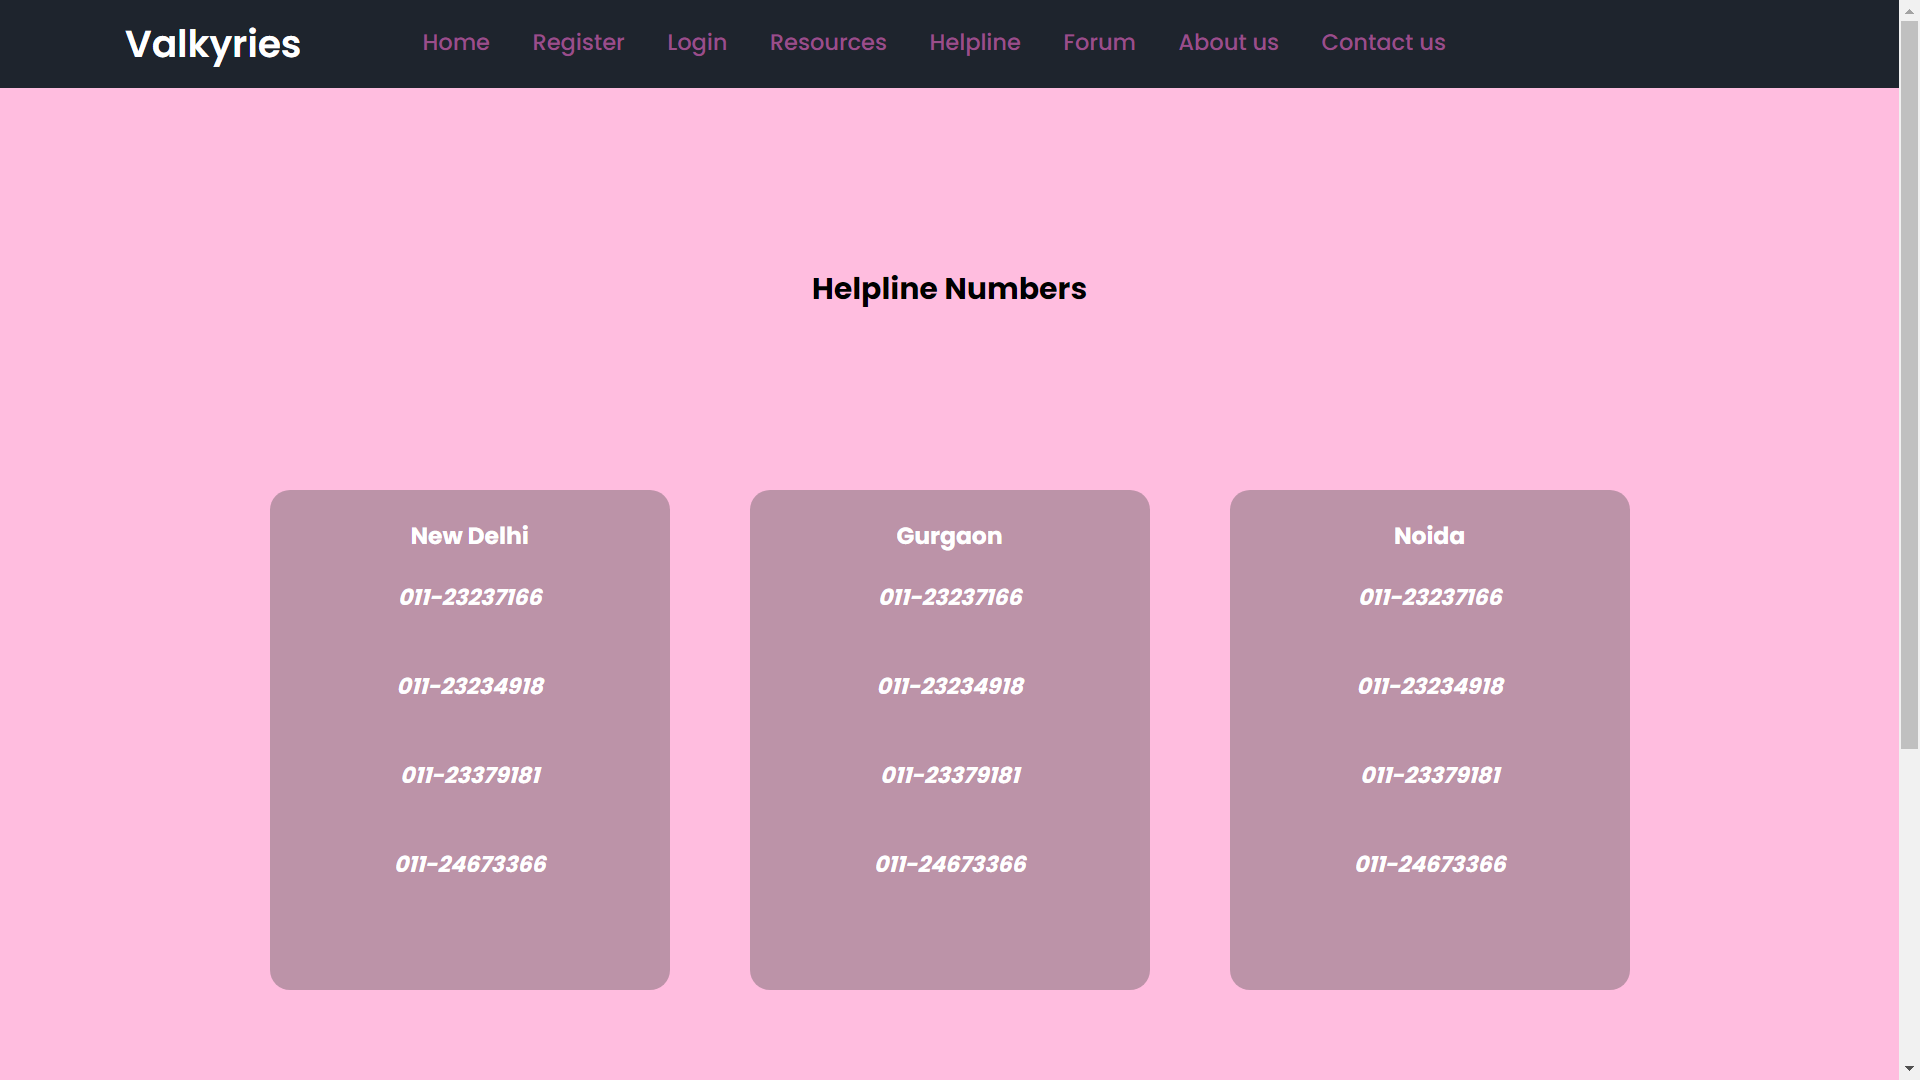 Valkyries
Home Register Login Resources Helpline Forum About us Contact us
Helpline Numbers
New Delhi
011-23237166
011-23234918
011-23379181
011-24673366
Gurgaon
011-23237166
011-23234918
011-23379181
011-24673366
Noida
011-23237166
011-23234918
011-23379181
011-24673366